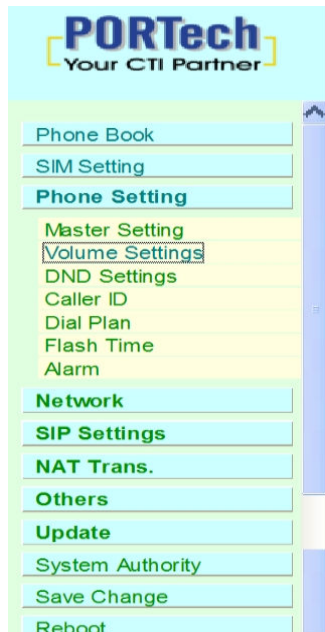 PORTech
Your CTI Partner
Phone Book
SIM Setting
Phone Setting
Master Setting
Volume Settings
DND Settings
Caller ID
Dial Plan
Flash Time
Alarm
Network
SIP Settings
NAT Trans.
Others
Update
System Authority
Save Change
Reboot